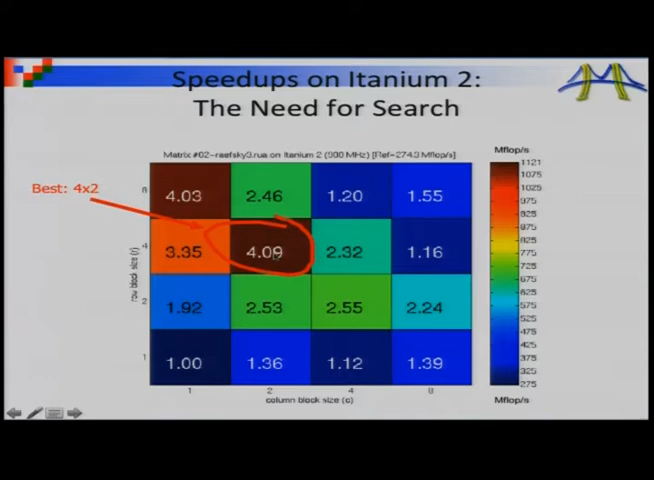 Speedups on Itanium 2:
The Need for Search
Matrix #02-raefsky3.rua on Itanium 2 (900 MHz) [Ref=274.3 Mflop/s]
Mflop/s
Best: 4x2
8 4.03 2.46 1.20 1.55
4 3.35 4.09 2.32 1.16
2 1.92 2.53 2.55 2.24
1 1.00 1.36 1.12 1.39
row block size (r)
1 2 4 8
column block size (c)
1121
1075
1025
975
925
875
825
775
725
675
625
575
525
475
425
375
325
275
Mflop/s